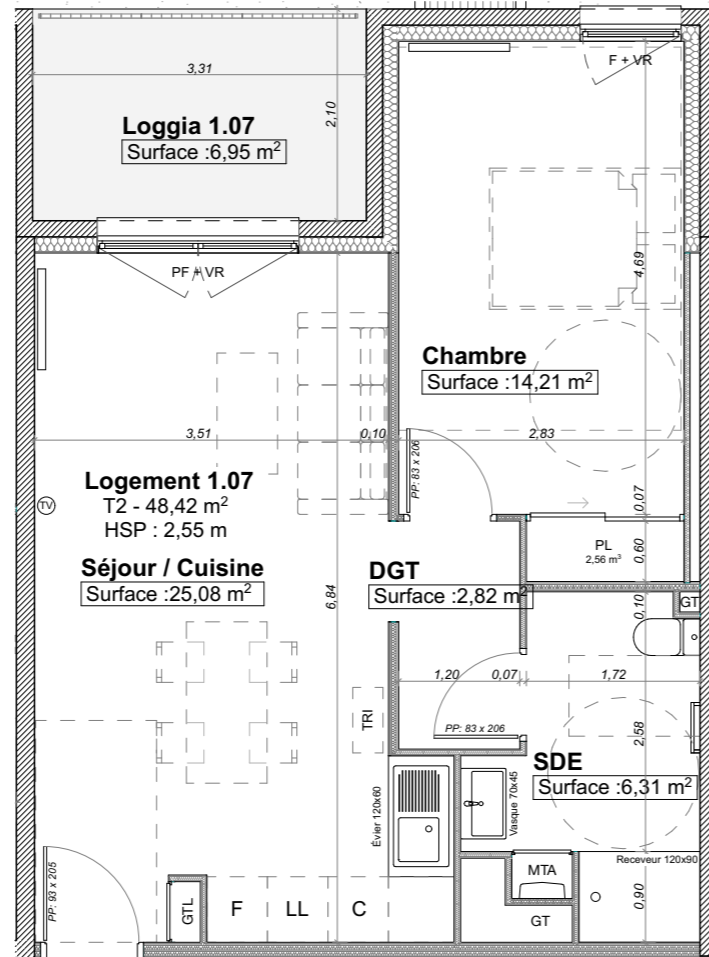 3,31
F + VR
2,10
Loggia 1.07
Surface :6,95 m²
PF + VR
4,69
Chambre
Surface :14,21 m²
3,51
0,10
2,83
PP: 83 x 206
Logement 1.07
T2 - 48,42 m²
HSP : 2,55 m
TV
0,07
PL
2,56 m³
0,60
Séjour / Cuisine
Surface :25,08 m²
DGT
Surface :2,82 m²
6,84
0,10
GT
1,20
0,07
1,72
TRI
PP: 83 x 206
2,58
SDE
Surface :6,31 m²
Évier 120x60
Vasque 70x45
Receveur 120x90
MTA
PP: 93 x 205
GTL
F
LL
C
GT
0,90